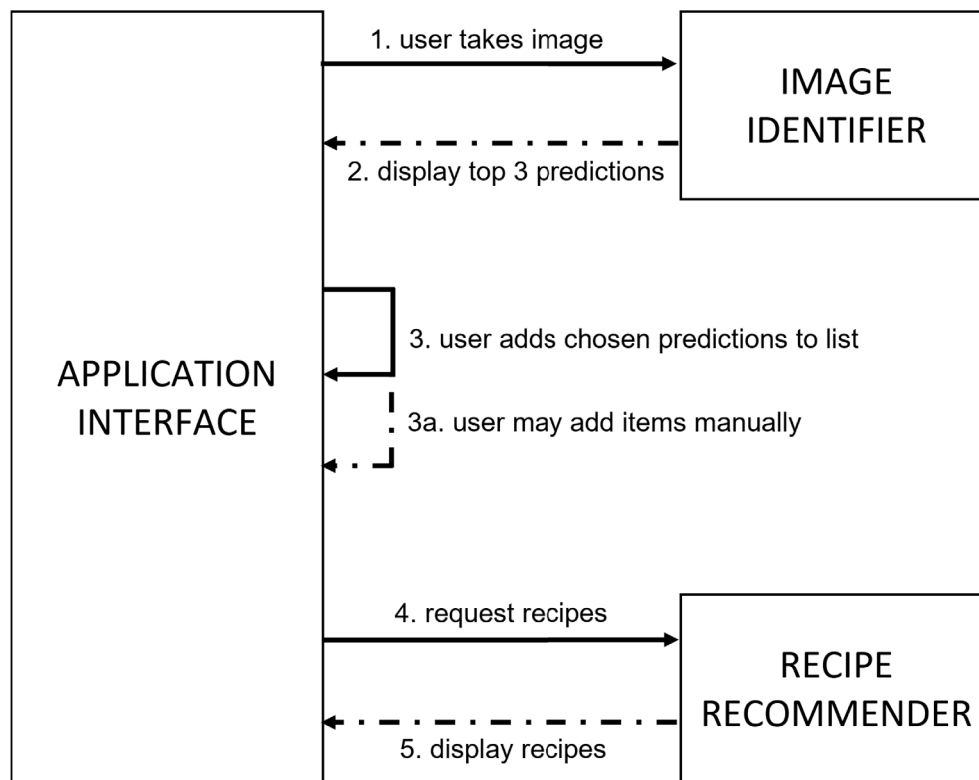 1. user takes image
IMAGE
IDENTIFIER
2. display top 3 predictions
3. user adds chosen predictions to list
APPLICATION
INTERFACE
3a. user may add items manually
4. request recipes
RECIPE
RECOMMENDER
5. display recipes